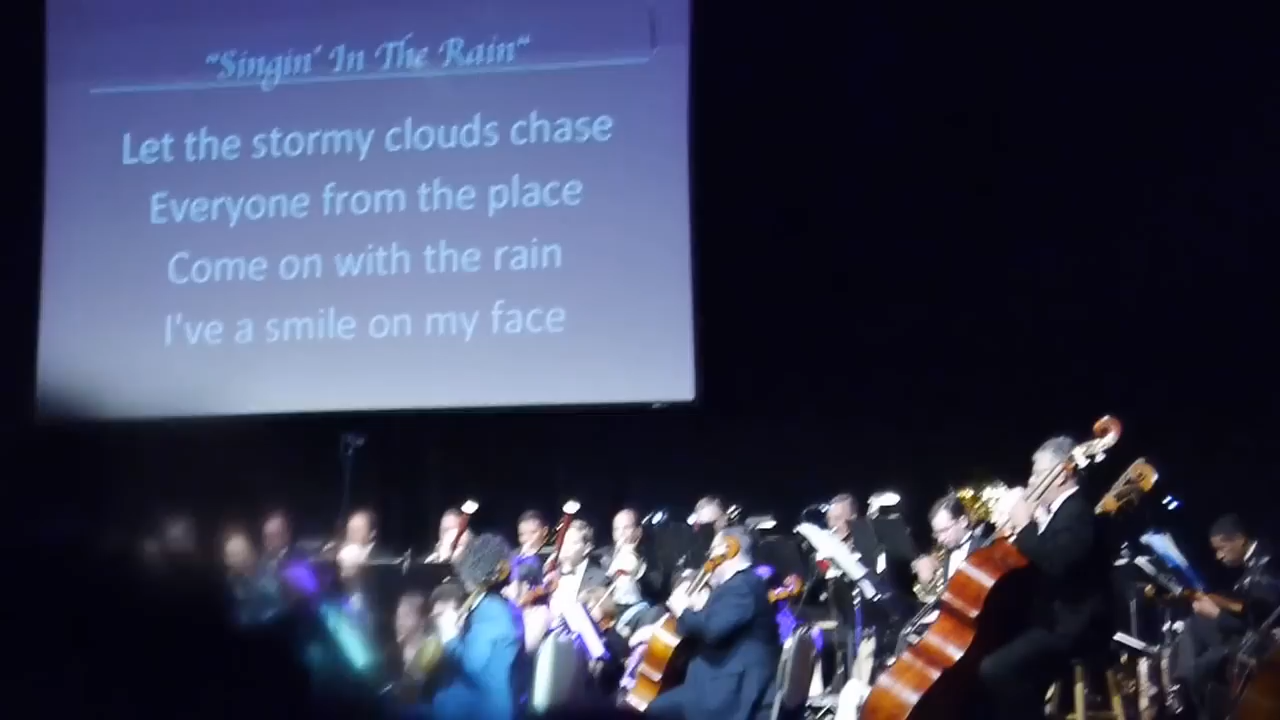 "Singin' In The Rain"
Let the stormy clouds chase
Everyone from the place
Come on with the rain
I've a smile on my face